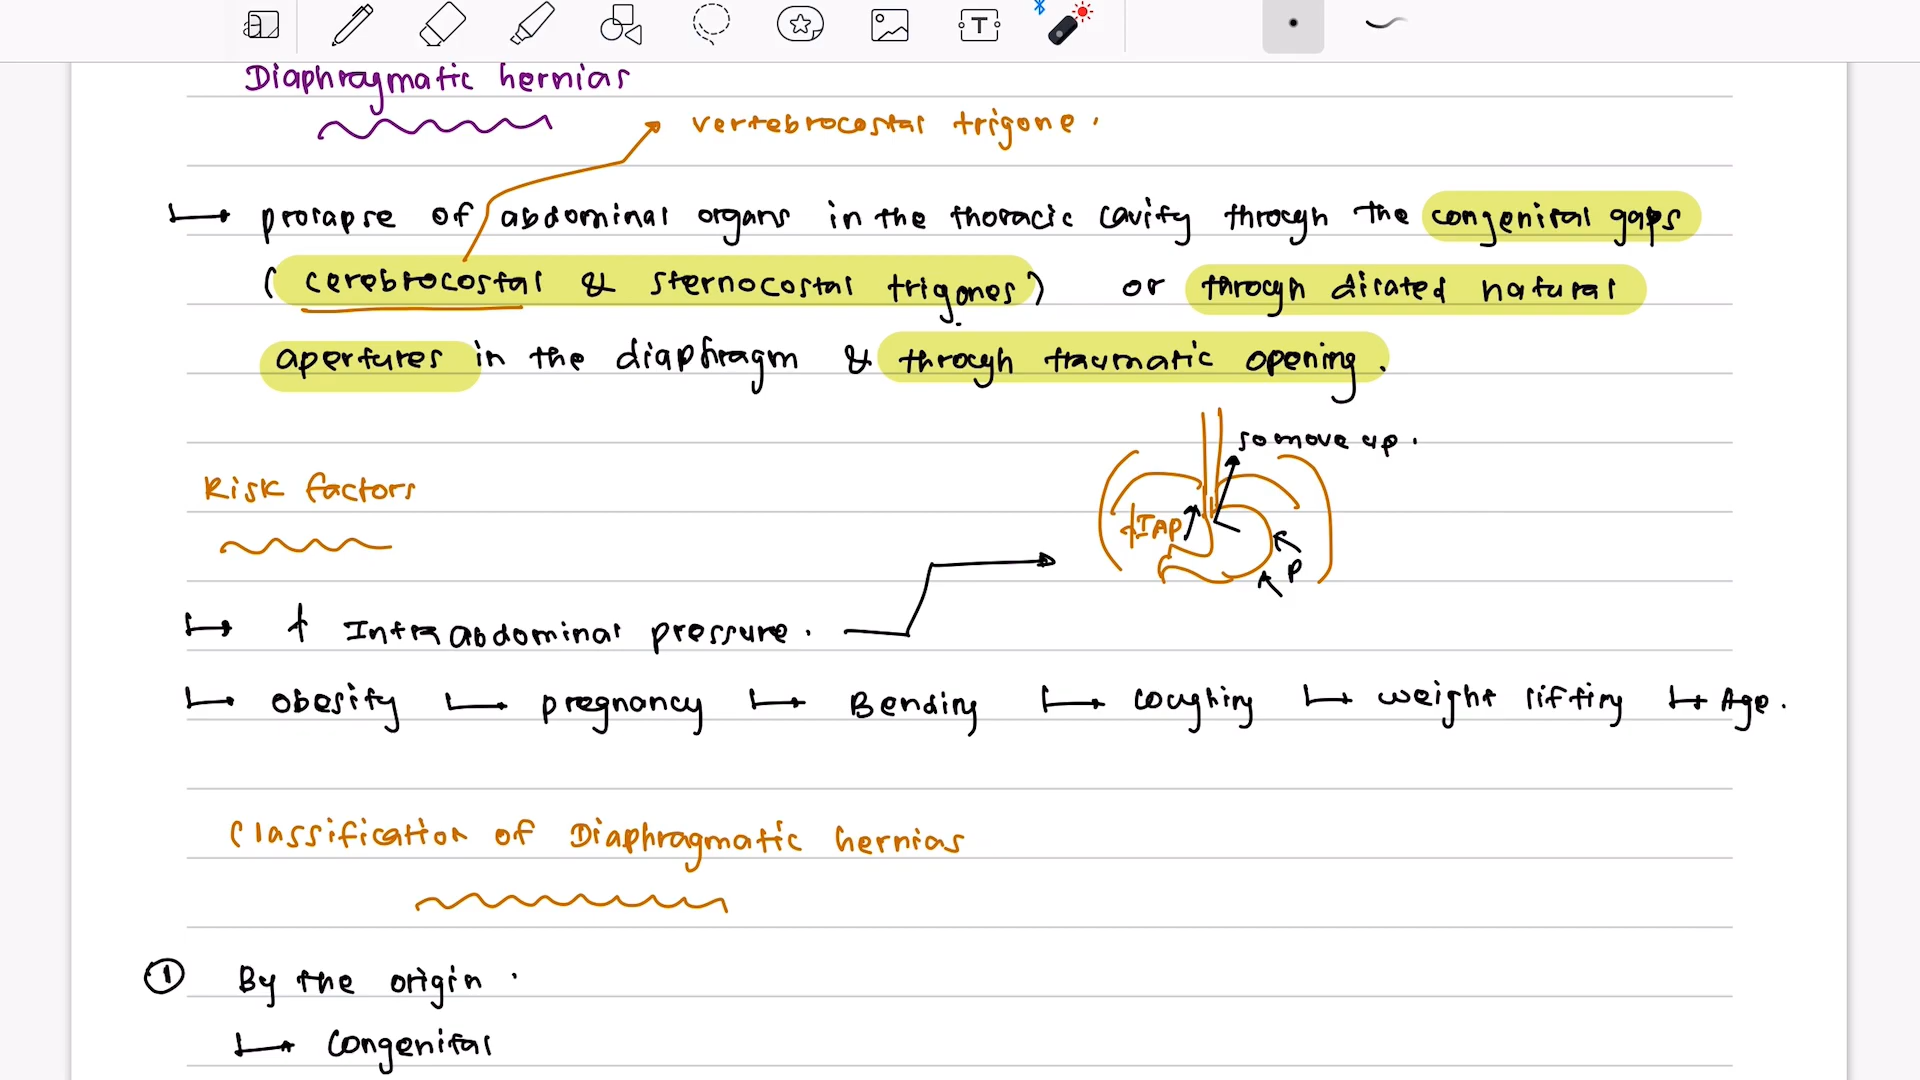 Diaphragmatic hernias
vertebrocostal trigone.
↦ prolapse of abdominal organs in the thoracic cavity through the congenital gaps
(cerebrocostal & sternocostal trigones) or through dilated natural
apertures in the diaphragm & through traumatic opening.
so move up.
Risk factors
↑IAP
P
↦ ↑ Intra abdominal pressure.
↦ obesity ↦ pregnancy ↦ Bending ↦ coughing ↦ weight lifting ↦ Age.
Classification of Diaphragmatic hernias
① By the origin.
↦ Congenital